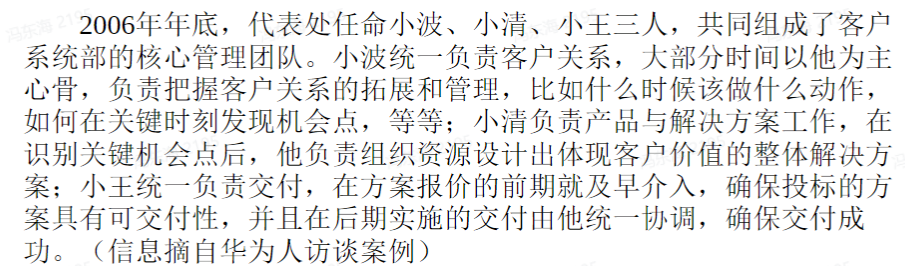 2006年年底，代表处任命小波、小清、小王三人，共同组成了客户
系统部的核心管理团队。小波统一负责客户关系，大部分时间以他为主
心骨，负责把握客户关系的拓展和管理，比如什么时候该做什么动作，
如何在关键时刻发现机会点，等等；小清负责产品与解决方案工作，在
识别关键机会点后，他负责组织资源设计出体现客户价值的整体解决方
案；小王统一负责交付，在方案报价的前期就及早介入，确保投标的方
案具有可交付性，并且在后期实施的交付由他统一协调，确保交付成
功。（信息摘自华为人访谈案例）